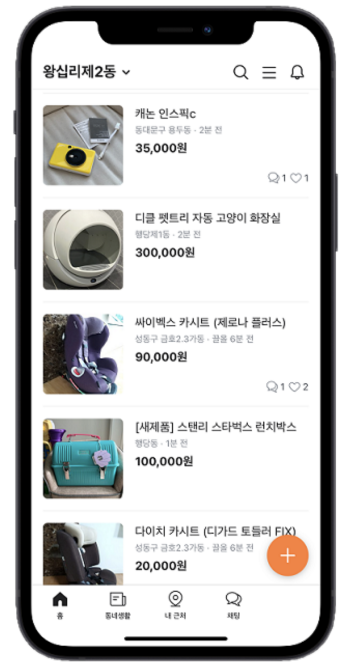 왕십리제2동
캐논 인스픽c
동대문구 용두동 · 2분 전
35,000원
1 1
디클 펫트리 자동 고양이 화장실
행당제1동 · 2분 전
300,000원
싸이벡스 카시트 (제로나 플러스)
성동구 금호2.3가동 · 끌올 6분 전
90,000원
1 2
[새제품] 스탠리 스타벅스 런치박스
행당동 · 1분 전
100,000원
다이치 카시트 (디가드 토들러 FIX)
성동구 금호2.3가동 · 끌올 6분 전
20,000원
홈 동네생활 내 근처 채팅